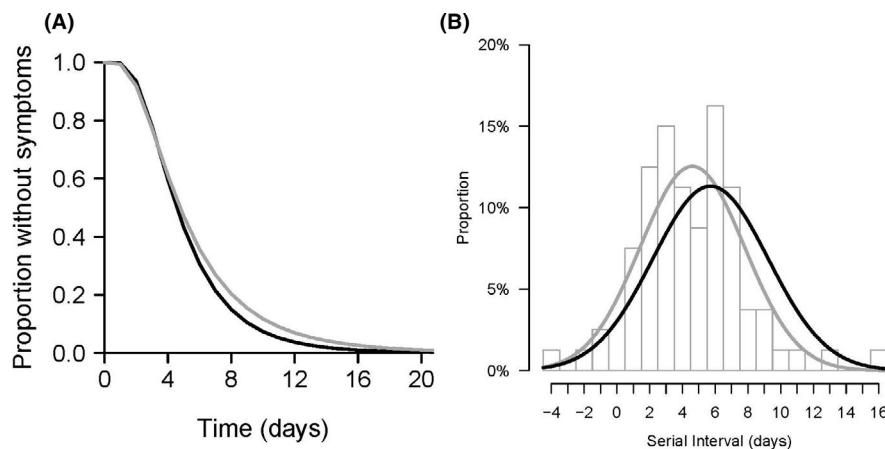 (A)
Proportion without symptoms
1.0
0.8
0.6
0.4
0.2
0.0
0 4 8 12 16 20
Time (days)
(B)
Proportion
20%
15%
10%
5%
0%
−4 −2 0 2 4 6 8 10 12 14 16
Serial Interval (days)